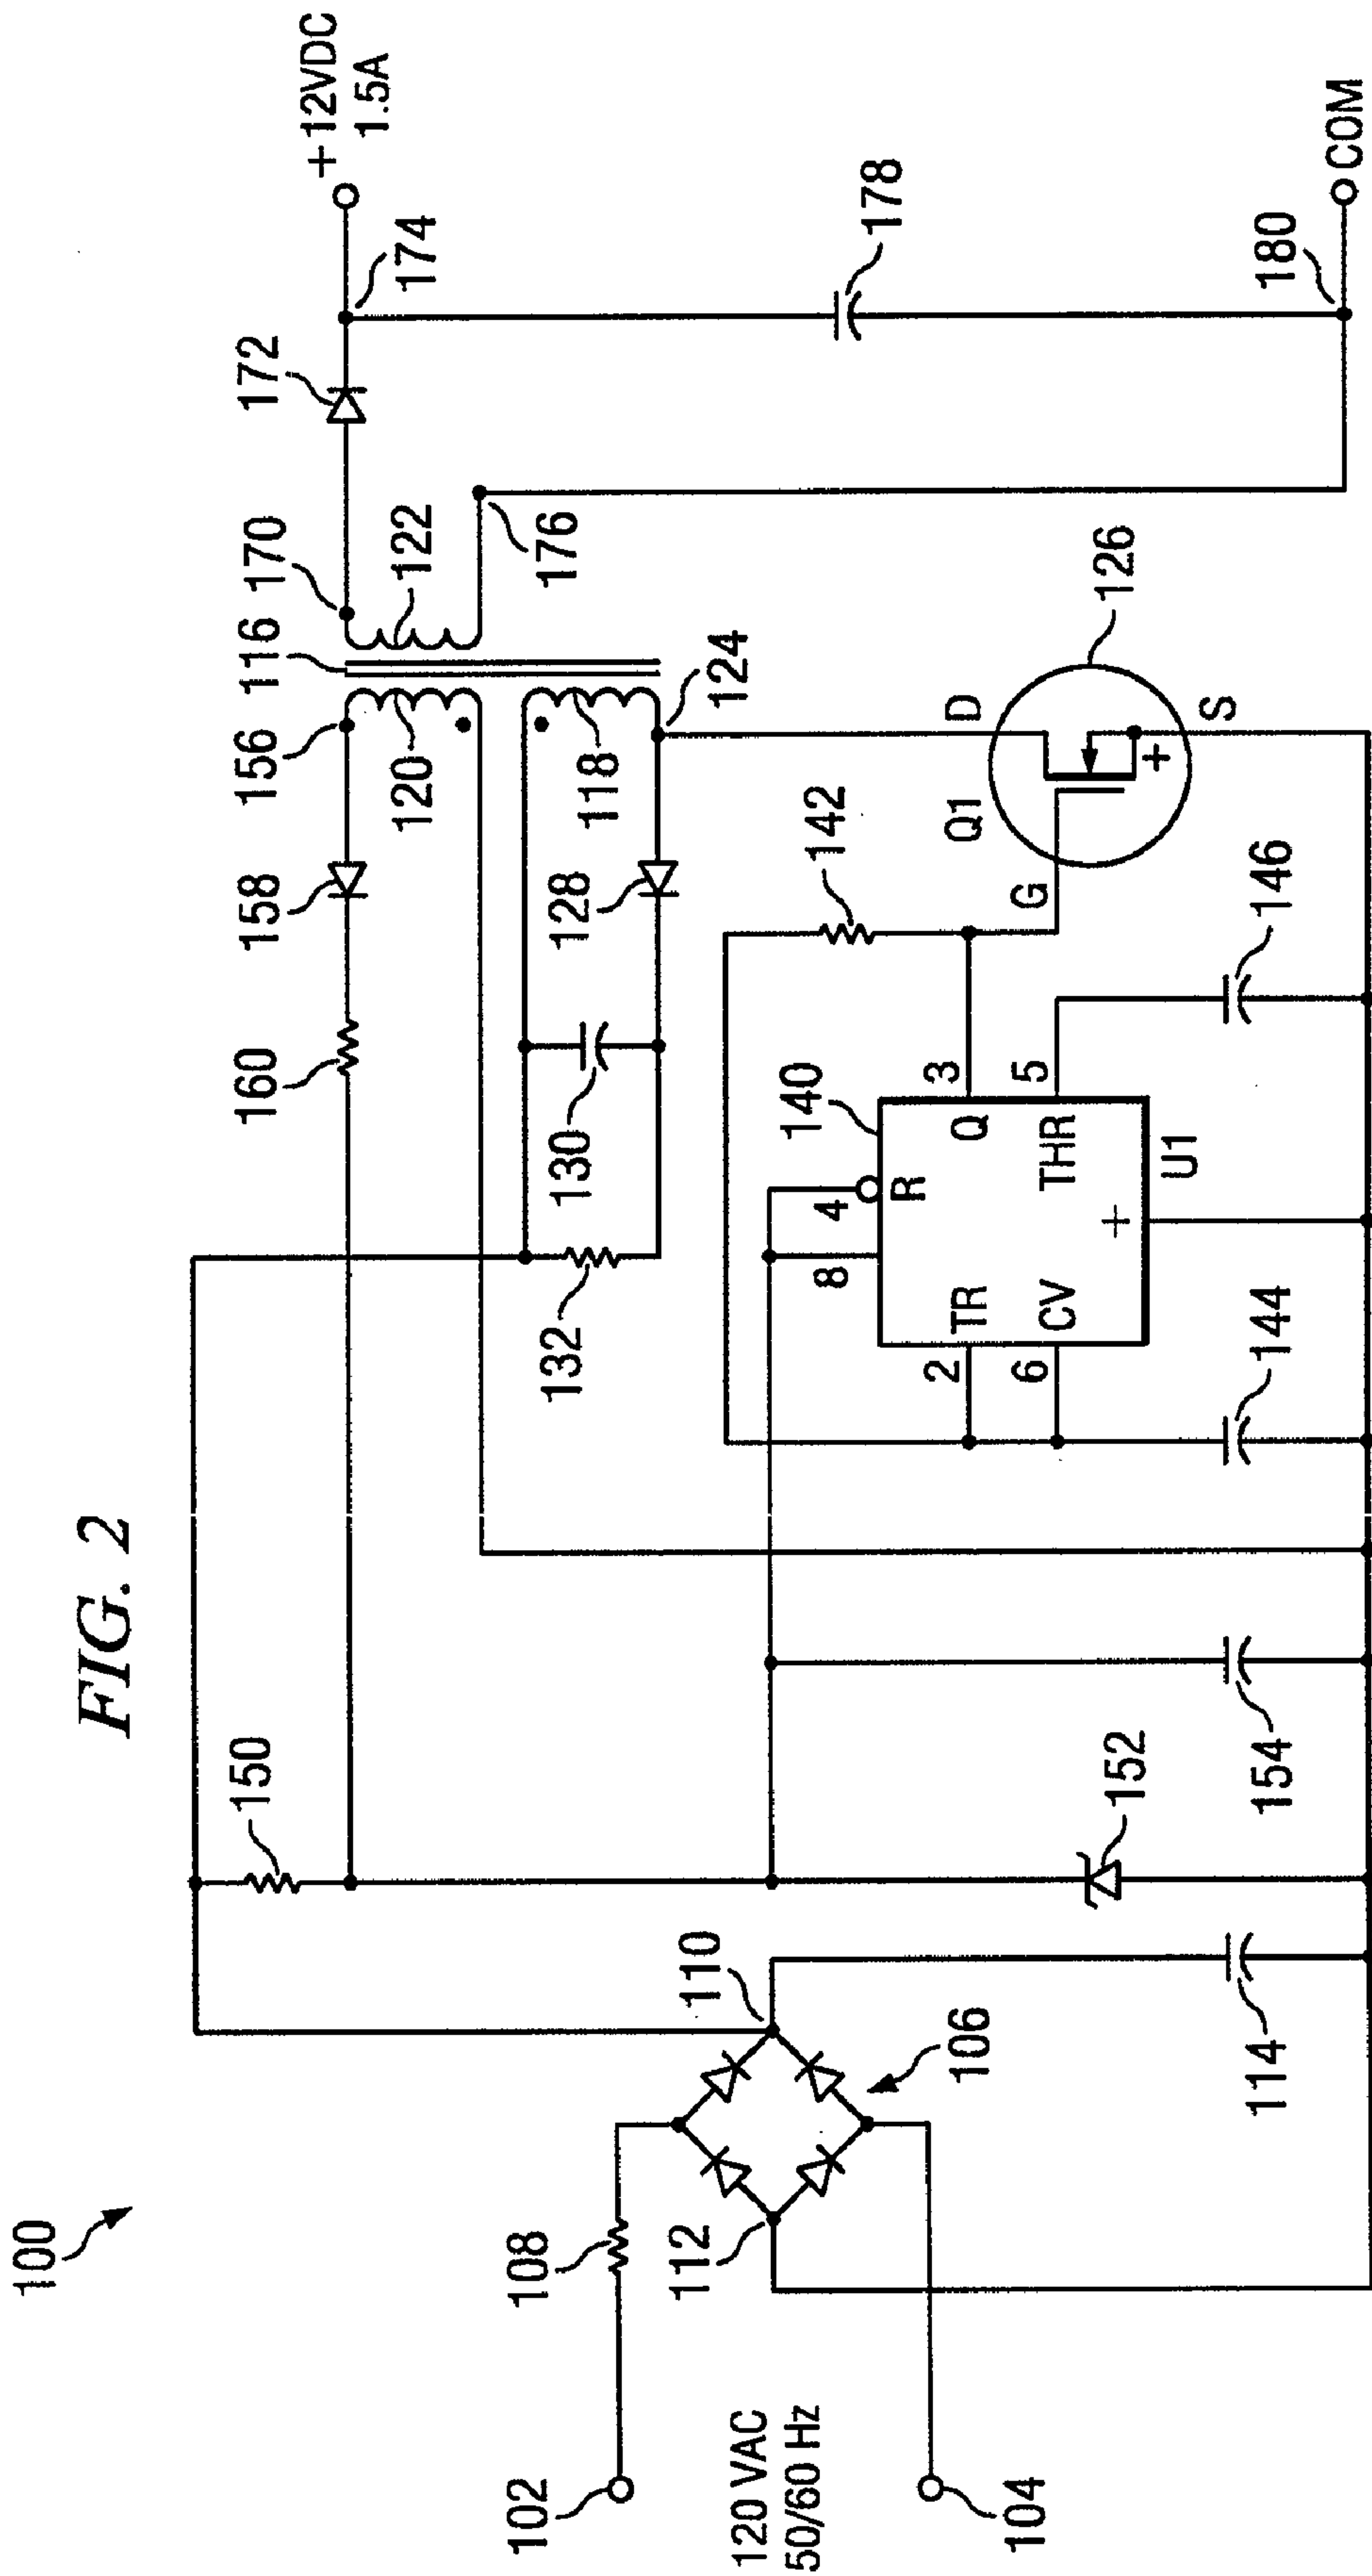 FIG. 2
100
150
160
158
156
116
170
172
174
+12VDC
1.5A
120
122
176
178
102
108
110
112
106
104
120 VAC
50/60 Hz
132
130
128
118
124
140
142
8
4
R
TR
2
CV
6
Q
3
THR
5
+
U1
Q1
G
D
S
+
126
114
152
154
144
146
180
COM